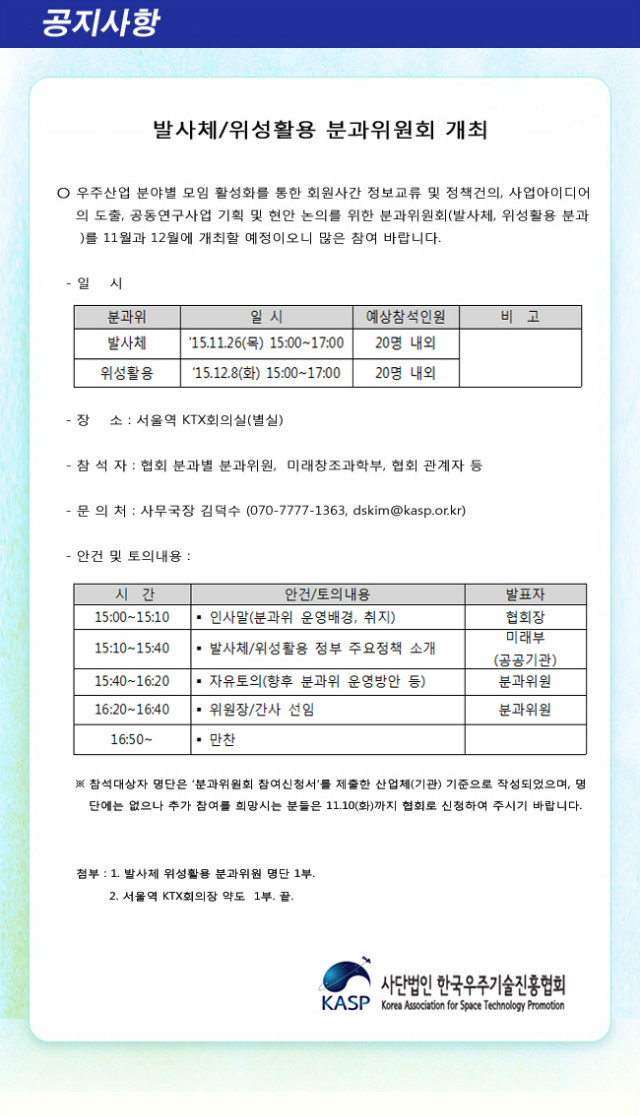 공지사항
발사체/위성활용 분과위원회 개최
○ 우주산업 분야별 모임 활성화를 통한 회원사간 정보교류 및 정책건의, 사업아이디어
의 도출, 공동연구사업 기획 및 현안 논의를 위한 분과위원회(발사체, 위성활용 분과
)를 11월과 12월에 개최할 예정이오니 많은 참여 바랍니다.
- 일 시
분과위 일 시 예상참석인원 비 고
발사체 '15.11.26(목) 15:00~17:00 20명 내외
위성활용 '15.12.8(화) 15:00~17:00 20명 내외
- 장 소 : 서울역 KTX회의실(별실)
- 참 석 자 : 협회 분과별 분과위원, 미래창조과학부, 협회 관계자 등
- 문 의 처 : 사무국장 김덕수 (070-7777-1363, dskim@kasp.or.kr)
- 안건 및 토의내용 :
시 간 안건/토의내용 발표자
15:00~15:10 ▪ 인사말(분과위 운영배경, 취지) 협회장
15:10~15:40 ▪ 발사체/위성활용 정부 주요정책 소개 미래부
(공공기관)
15:40~16:20 ▪ 자유토의(향후 분과위 운영방안 등) 분과위원
16:20~16:40 ▪ 위원장/간사 선임 분과위원
16:50~ ▪ 만찬
※ 참석대상자 명단은 '분과위원회 참여신청서'를 제출한 산업체(기관) 기준으로 작성되었으며, 명
단에는 없으나 추가 참여를 희망시는 분들은 11.10(화)까지 협회로 신청하여 주시기 바랍니다.
첨부 : 1. 발사체 위성활용 분과위원 명단 1부.
2. 서울역 KTX회의장 약도 1부. 끝.
KASP 사단법인 한국우주기술진흥협회
Korea Association for Space Technology Promotion